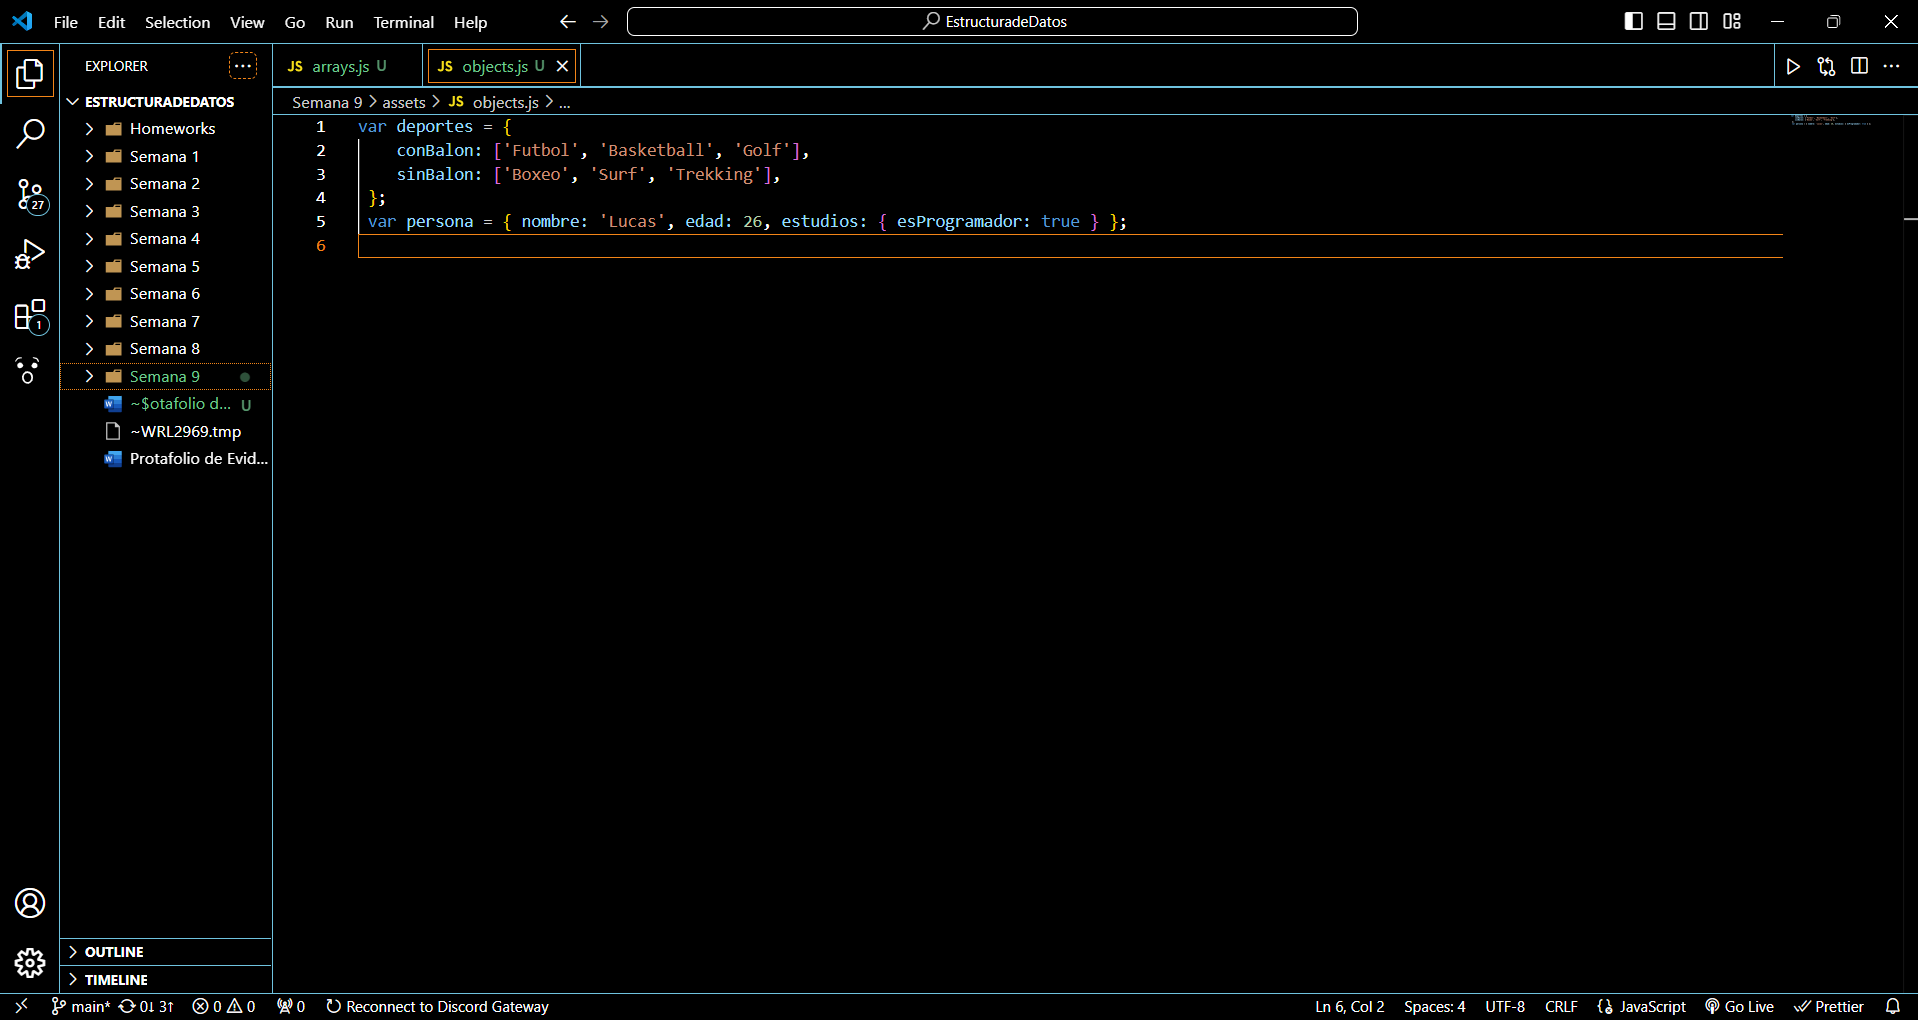 File Edit Selection View Go Run Terminal Help
EstructuradeDatos
EXPLORER
JS arrays.js U
JS objects.js U
ESTRUCTURADEDATOS
Semana 9 > assets > JS objects.js > ...
Homeworks
Semana 1
Semana 2
Semana 3
Semana 4
Semana 5
Semana 6
Semana 7
Semana 8
Semana 9
~$otafolio d... U
~WRL2969.tmp
Protafolio de Evid...
27
1
1 var deportes = {
2 conBalon: ['Futbol', 'Basketball', 'Golf'],
3 sinBalon: ['Boxeo', 'Surf', 'Trekking'],
4 };
5 var persona = { nombre: 'Lucas', edad: 26, estudios: { esProgramador: true } };
6
OUTLINE
TIMELINE
main* 0↓ 3↑ 0 0 0 Reconnect to Discord Gateway
Ln 6, Col 2 Spaces: 4 UTF-8 CRLF {} JavaScript Go Live Prettier